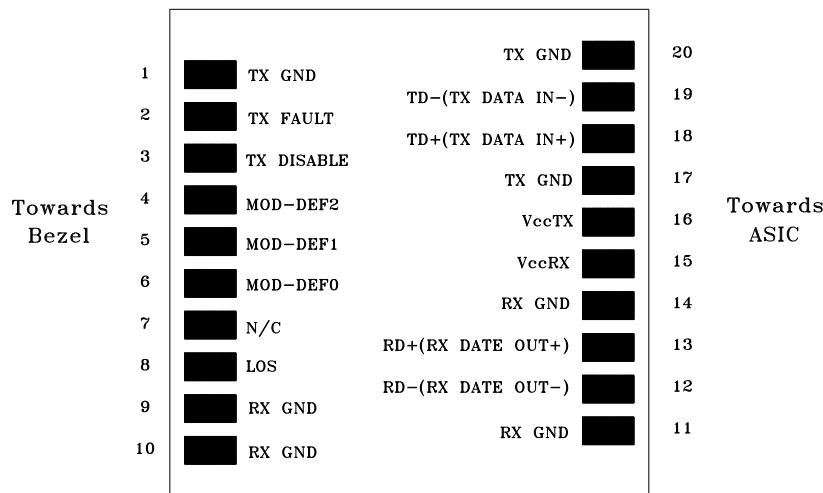 1 TX GND
2 TX FAULT
3 TX DISABLE
4 MOD-DEF2
5 MOD-DEF1
6 MOD-DEF0
7 N/C
8 LOS
9 RX GND
10 RX GND
Towards
Bezel
TX GND 20
TD-(TX DATA IN-) 19
TD+(TX DATA IN+) 18
TX GND 17
VccTX 16
VccRX 15
RX GND 14
RD+(RX DATE OUT+) 13
RD-(RX DATE OUT-) 12
RX GND 11
Towards
ASIC